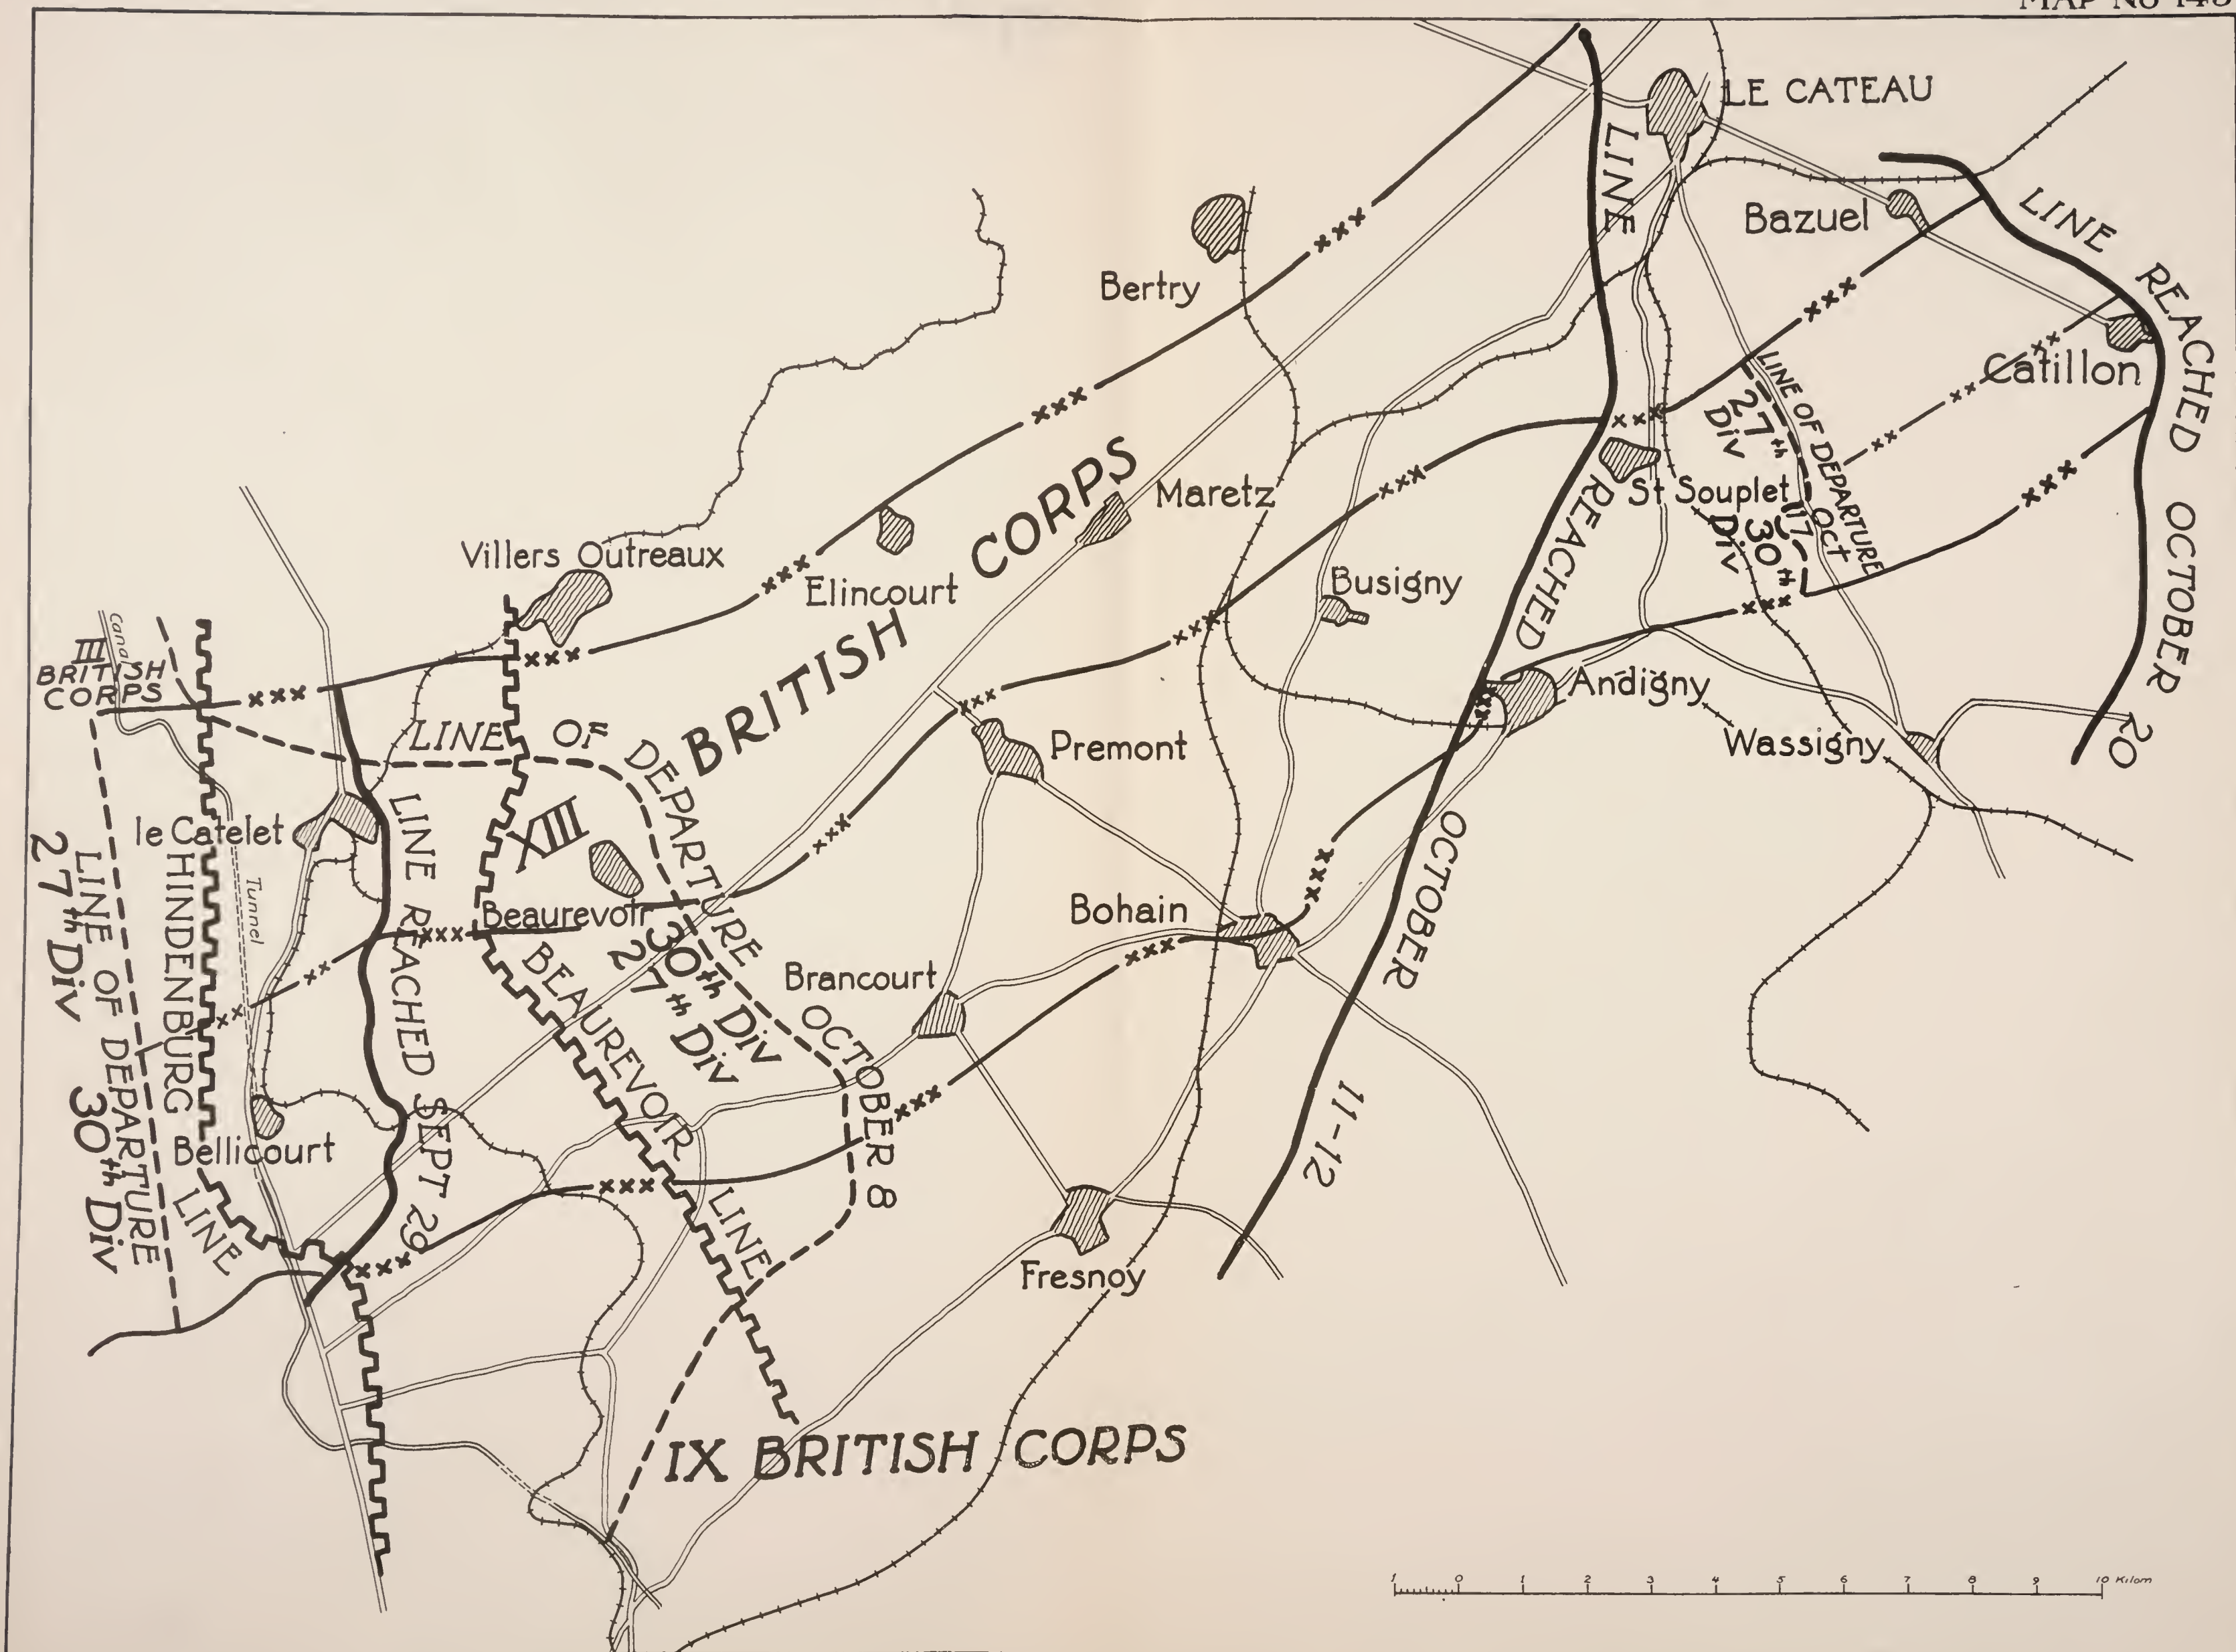 LE CATEAU
LINE
Bazuel
LINE REACHED OCTOBER 20
Bertry
Catillon
LINE OF DEPARTURE
27th
Div
Maretz
St Souplet
17
Oct
30th
Div
REACHED
Villers Outreaux
Elincourt
BRITISH CORPS
Busigny
Canal
III
BRITISH
CORPS
Andigny
LINE OF DEPARTURE
Premont
Wassigny
XIII
le Catelet
Tunnel
HINDENBURG
LINE
LINE OF DEPARTURE
27th Div
30th Div
LINE REACHED SEPT 29
OCTOBER
11-12
Beaurevoir
Bohain
30th Div
27th Div
Brancourt
OCTOBER 8
BEAUREVOIR LINE
Bellicourt
Fresnoy
IX BRITISH CORPS
1 0 1 2 3 4 5 6 7 8 9 10 Kilom